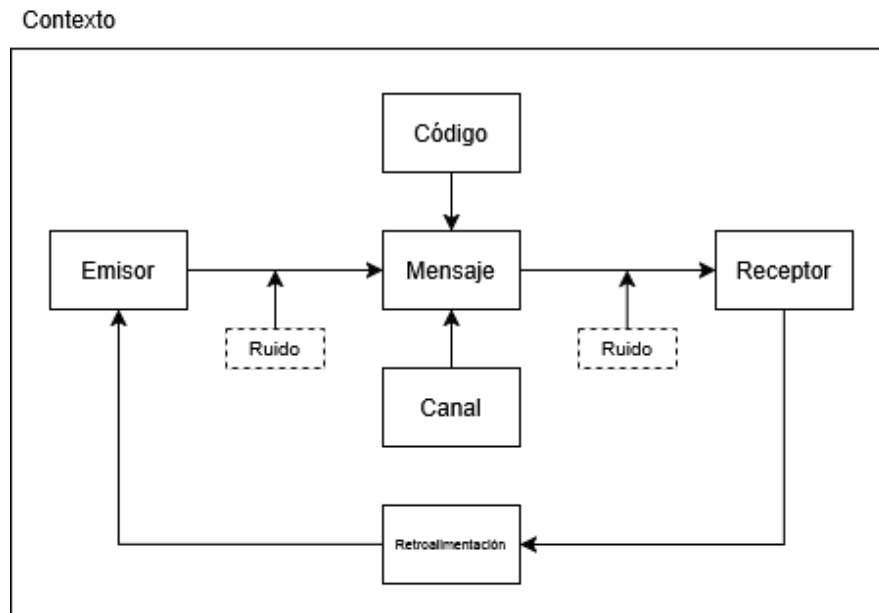 Contexto
Código
Emisor
Mensaje
Receptor
Ruido
Ruido
Canal
Retroalimentación